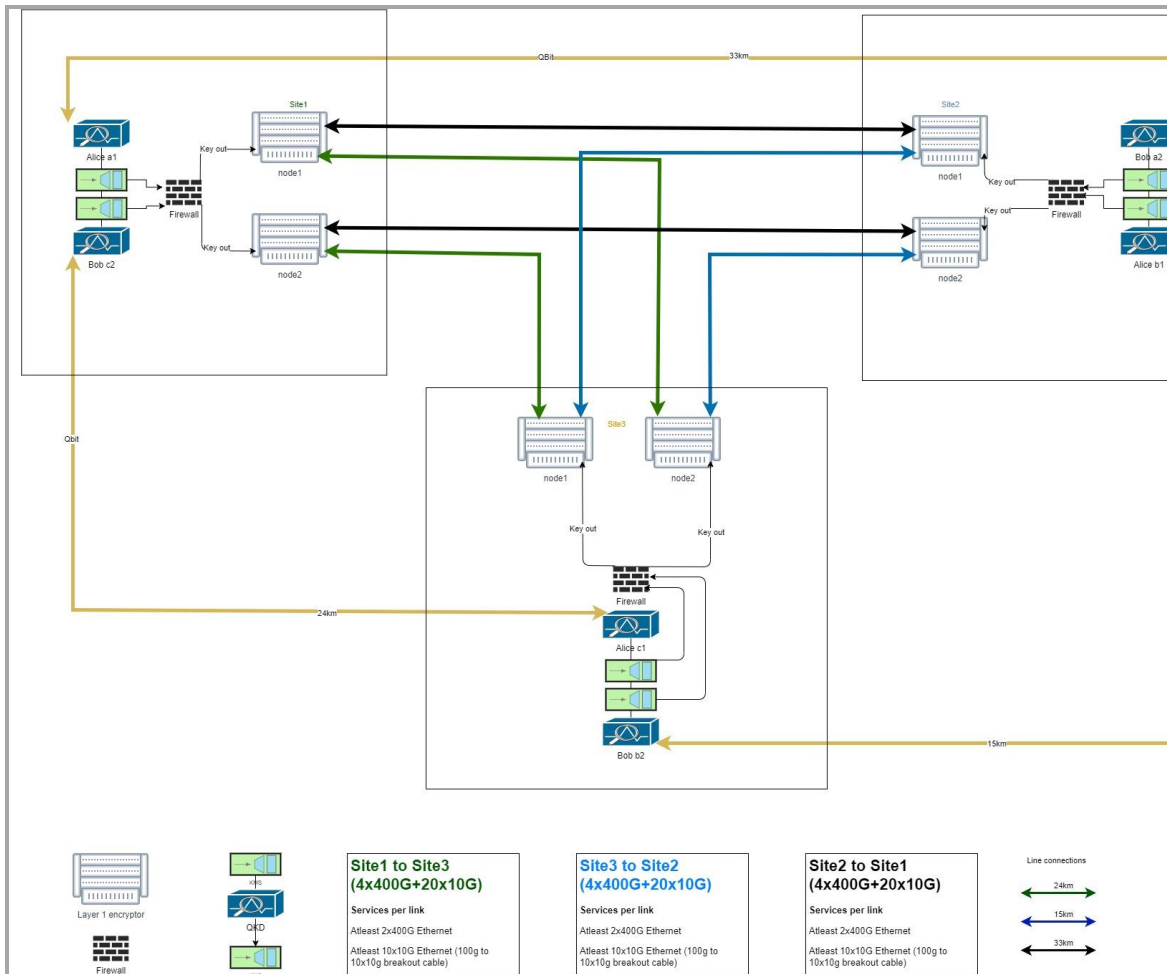 QBit
33km
Site1
Site2
Alice a1
Key out
node1
Firewall
Key out
node2
Bob c2
node1
Key out
Bob a2
Firewall
Key out
node2
Alice b1
Qbit
Site3
node1
node2
Key out
Key out
Firewall
24km
Alice c1
Bob b2
15km
Layer 1 encryptor
Firewall
KMS
QKD
Site1 to Site3
(4x400G+20x10G)
Services per link
Atleast 2x400G Ethernet
Atleast 10x10G Ethernet (100g to
10x10g breakout cable)
Site3 to Site2
(4x400G+20x10G)
Services per link
Atleast 2x400G Ethernet
Atleast 10x10G Ethernet (100g to
10x10g breakout cable)
Site2 to Site1
(4x400G+20x10G)
Services per link
Atleast 2x400G Ethernet
Atleast 10x10G Ethernet (100g to
10x10g breakout cable)
Line connections
24km
15km
33km